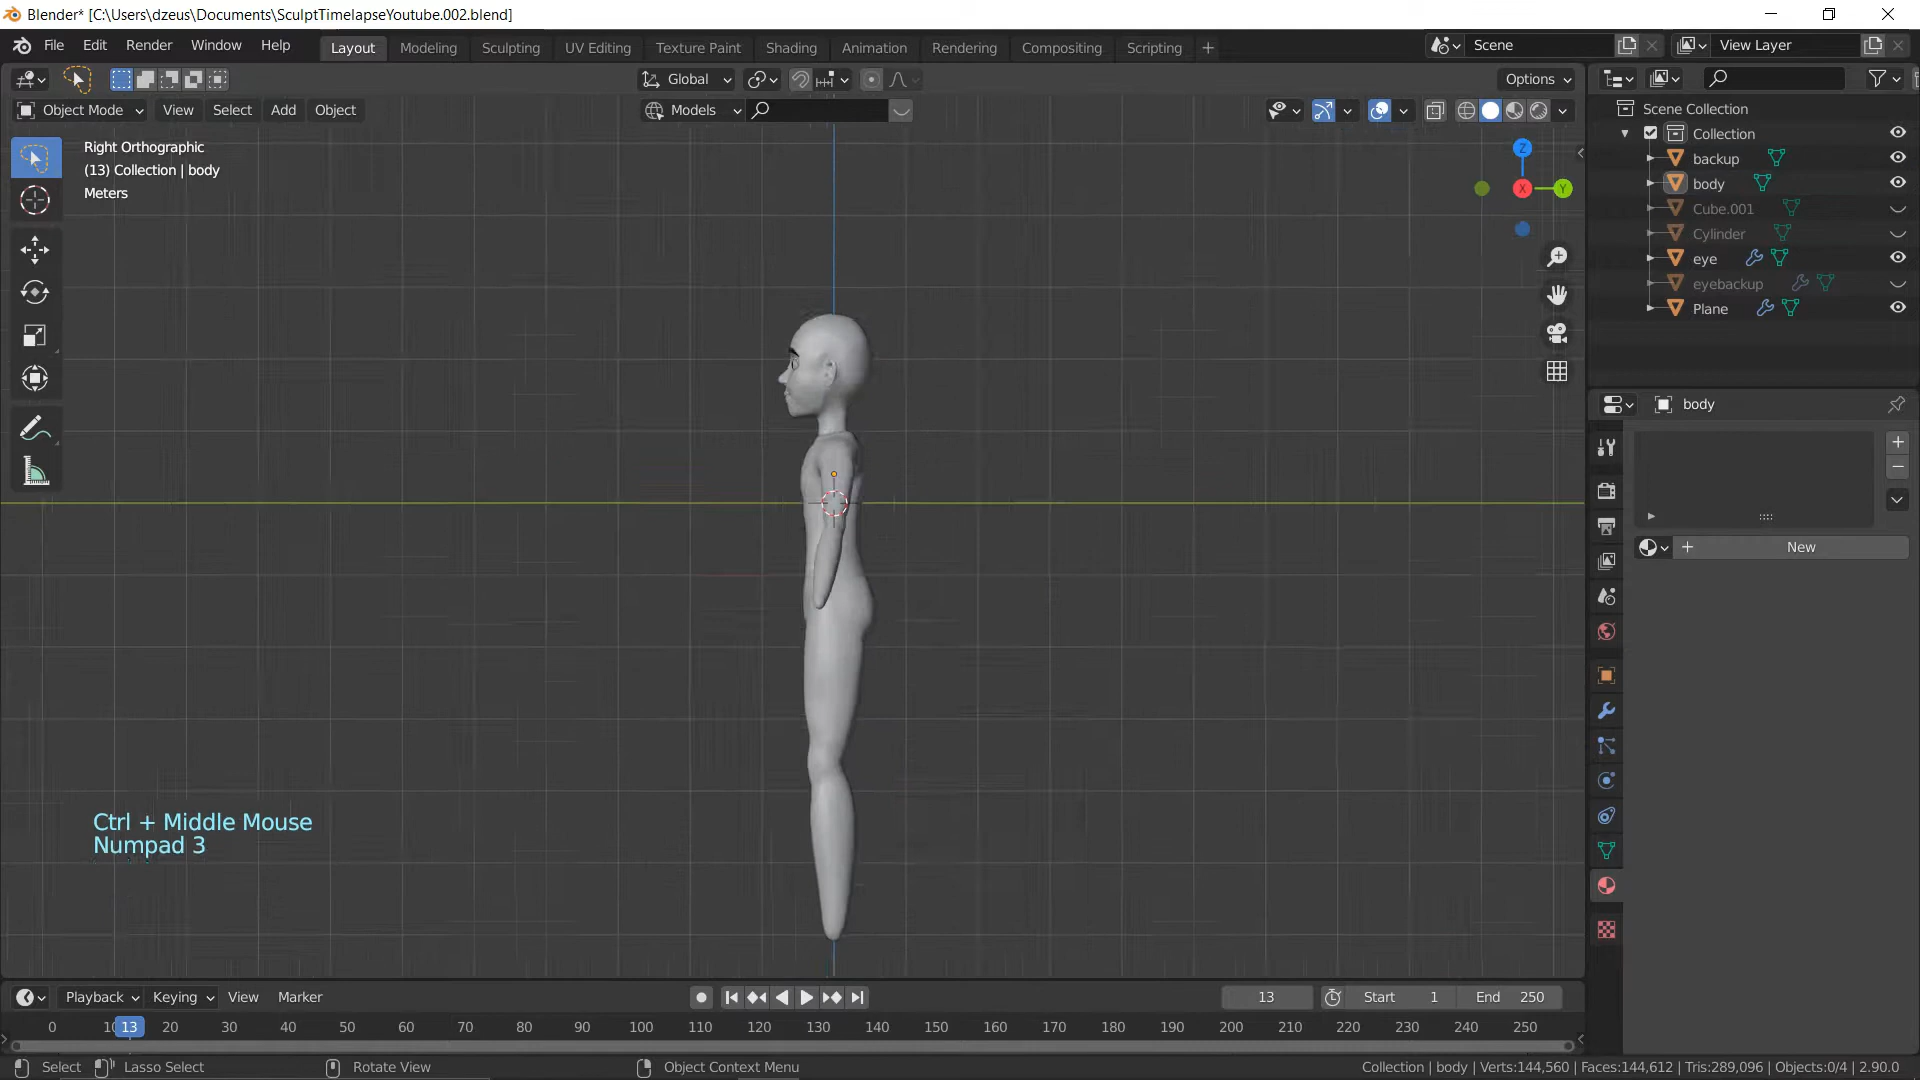 Blender* [C:\Users\dzeus\Documents\SculptTimelapseYoutube.002.blend]
File Edit Render Window Help Layout Modeling Sculpting UV Editing Texture Paint Shading Animation Rendering Compositing Scripting + Scene View Layer
Global Options
Object Mode View Select Add Object Models
Right Orthographic
(13) Collection | body
Meters
Z
X
Y
Scene Collection
Collection
backup
body
Cube.001
Cylinder
eye
eyebackup
Plane
body
New
Ctrl + Middle Mouse
Numpad 3
Playback Keying View Marker 13 Start 1 End 250
0 10 13 20 30 40 50 60 70 80 90 100 110 120 130 140 150 160 170 180 190 200 210 220 230 240 250
Select Lasso Select Rotate View Object Context Menu Collection | body | Verts:144,560 | Faces:144,612 | Tris:289,096 | Objects:0/4 | 2.90.0